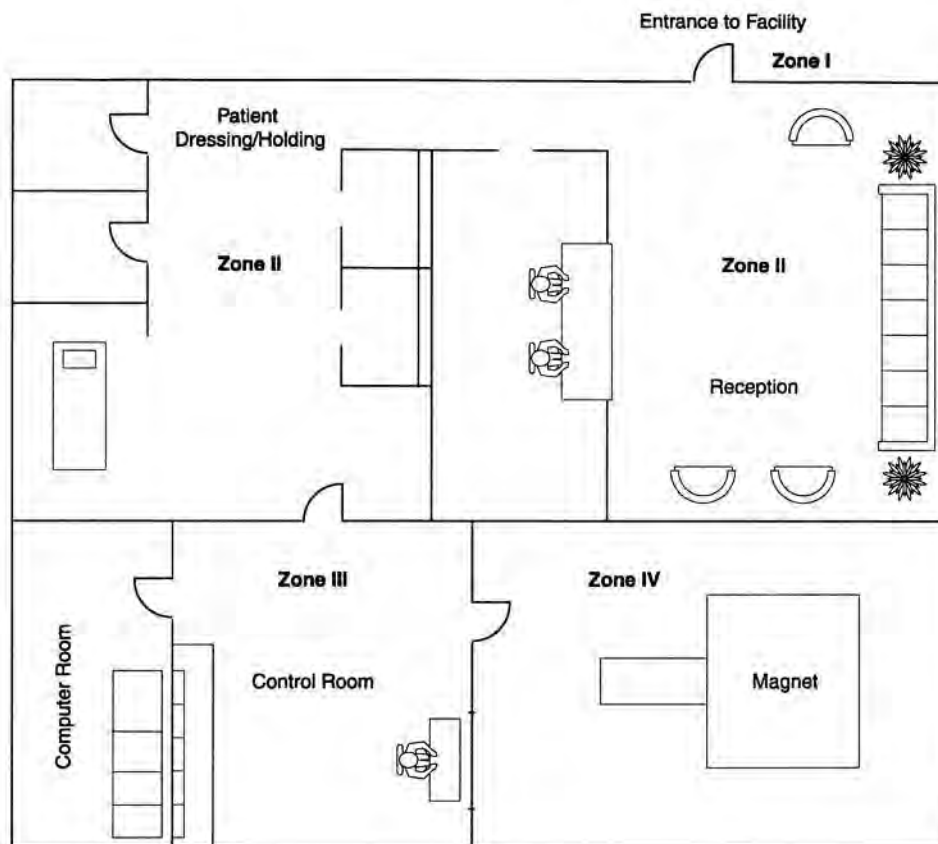 Entrance to Facility
Zone I
Patient
Dressing/Holding
Zone II
Zone II
Reception
Zone III
Zone IV
Computer Room
Control Room
Magnet